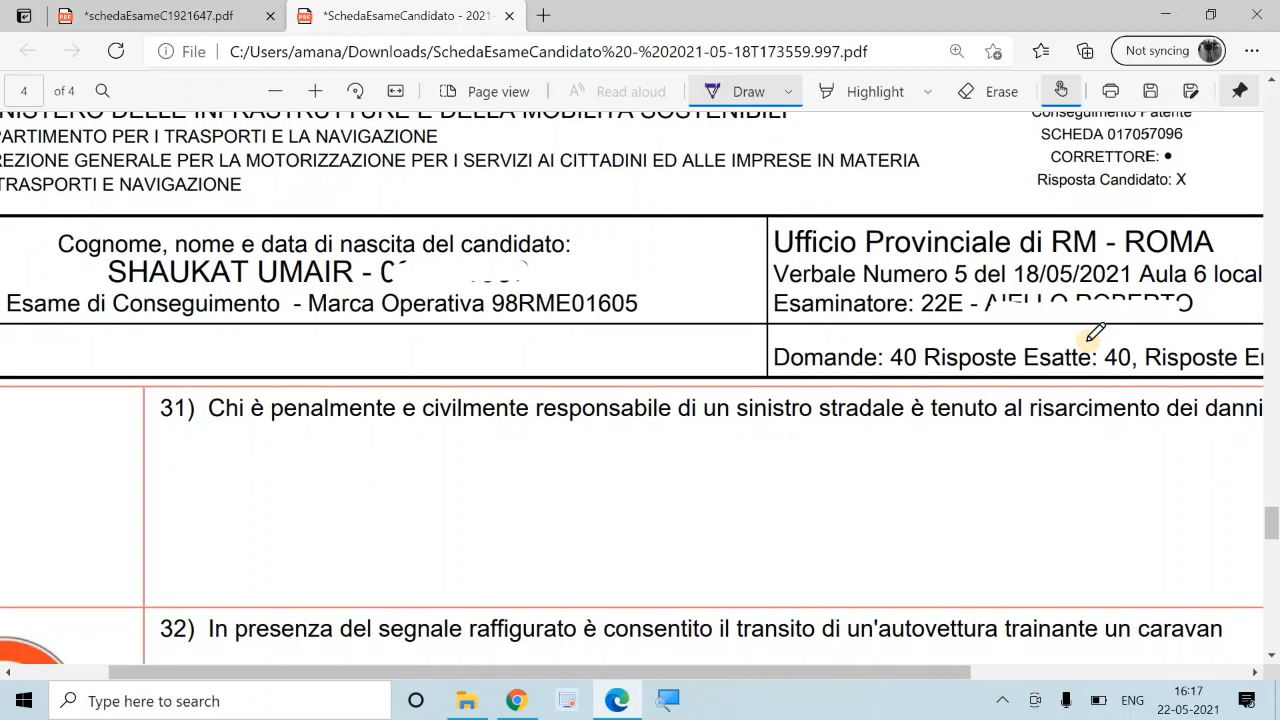 *schedaEsameC1921647.pdf
*SchedaEsameCandidato - 2021-
File C:/Users/amana/Downloads/SchedaEsameCandidato%20-%202021-05-18T173559.997.pdf
Not syncing
4 of 4
Page view
Read aloud
Draw
Highlight
Erase
PARTIMENTO PER I TRASPORTI E LA NAVIGAZIONE
REZIONE GENERALE PER LA MOTORIZZAZIONE PER I SERVIZI AI CITTADINI ED ALLE IMPRESE IN MATERIA
TRASPORTI E NAVIGAZIONE
Conseguimento Patente
SCHEDA 017057096
CORRETTORE: •
Risposta Candidato: X
Cognome, nome e data di nascita del candidato:
SHAUKAT UMAIR -
Esame di Conseguimento - Marca Operativa 98RME01605
Ufficio Provinciale di RM - ROMA
Verbale Numero 5 del 18/05/2021 Aula 6 local
Esaminatore: 22E -
Domande: 40 Risposte Esatte: 40, Risposte Er
31) Chi è penalmente e civilmente responsabile di un sinistro stradale è tenuto al risarcimento dei danni
32) In presenza del segnale raffigurato è consentito il transito di un'autovettura trainante un caravan
Type here to search
ENG
16:17
22-05-2021